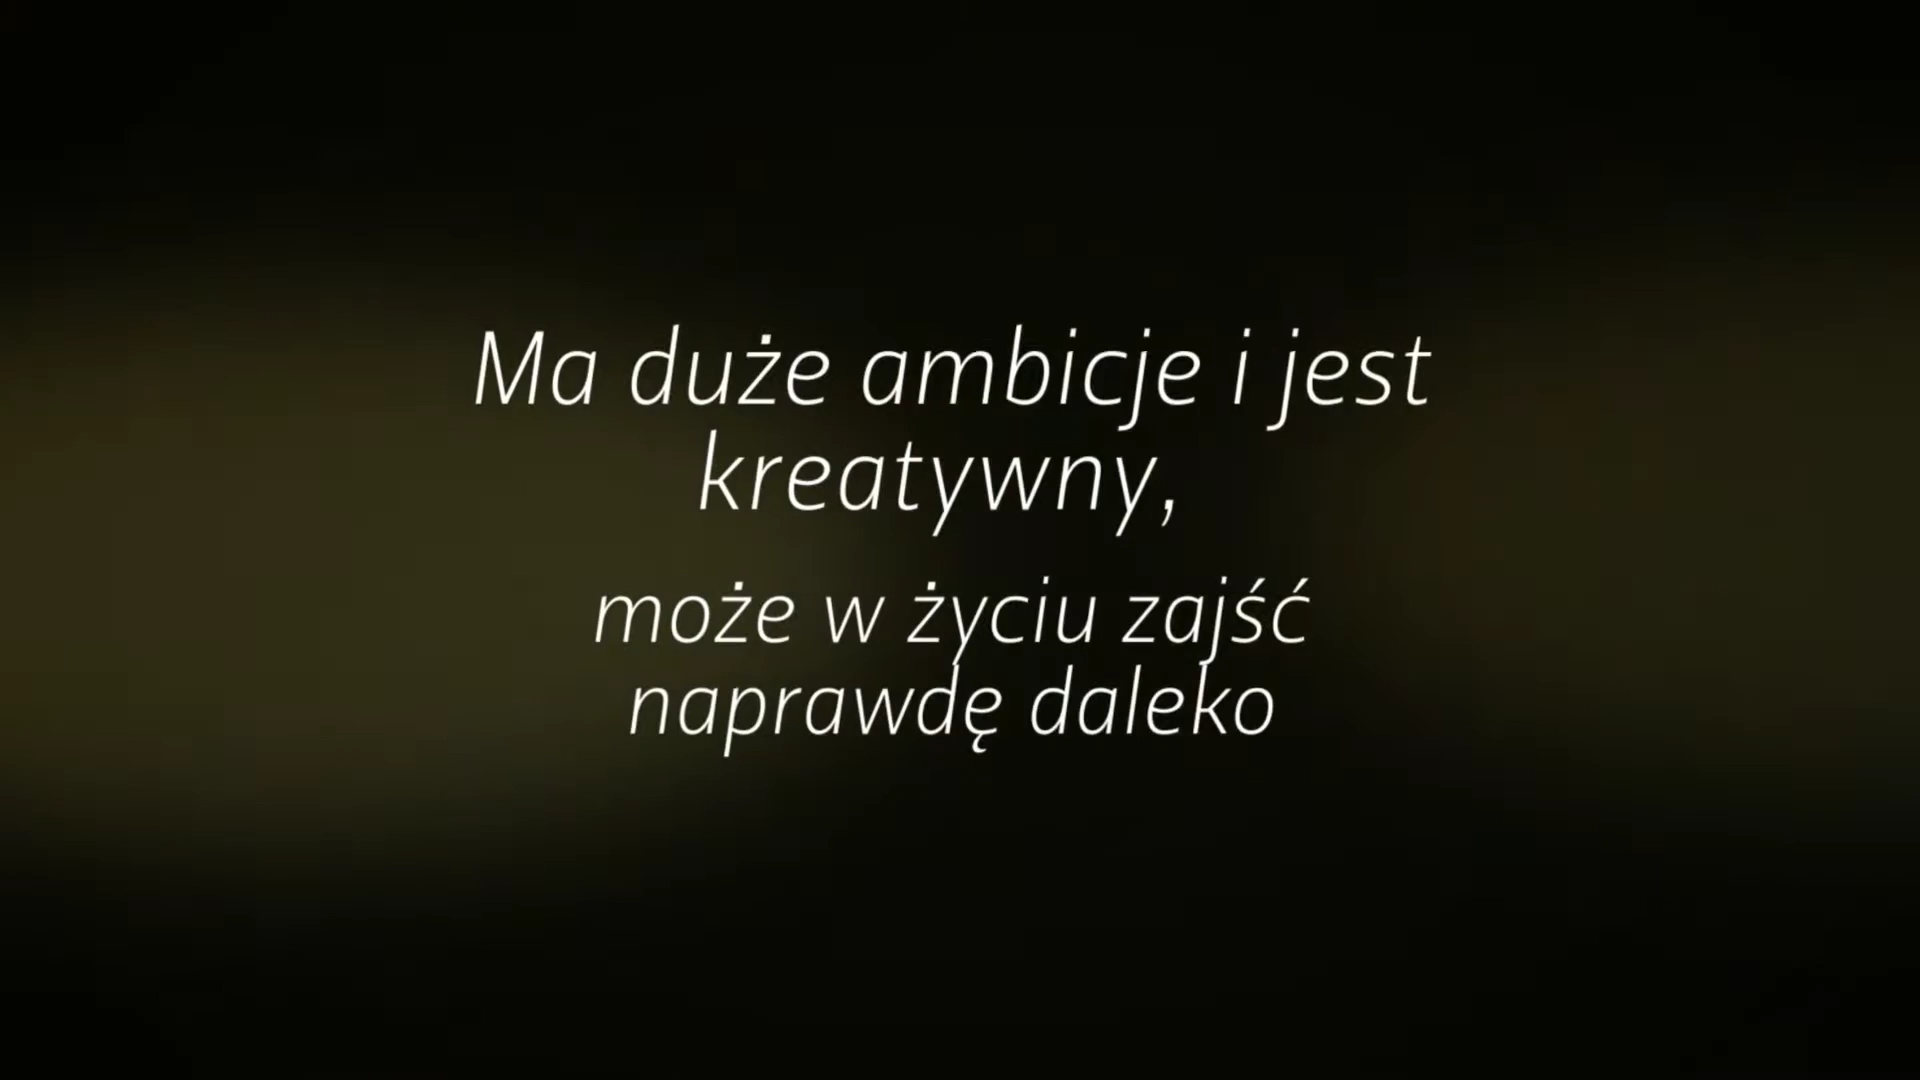 Ma duże ambicje i jest
kreatywny,
może w życiu zajść
naprawdę daleko